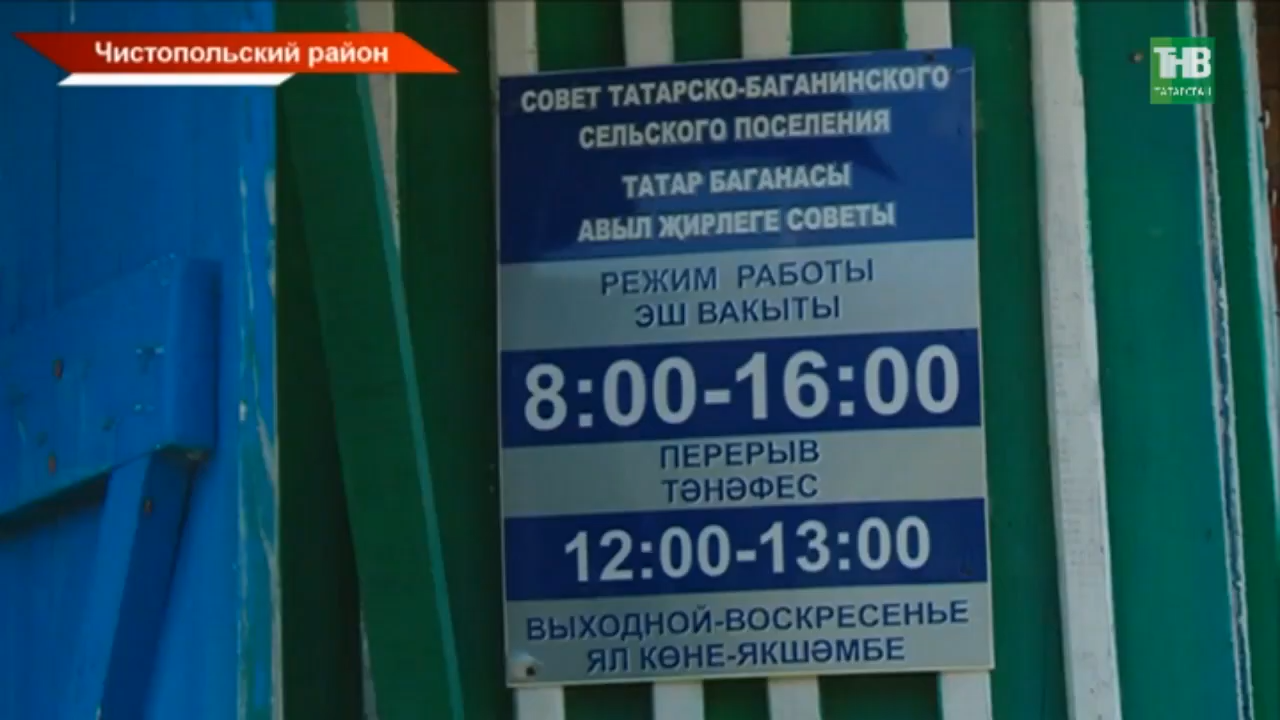 Чистопольский район
ТНВ
ТАТАРСТАН
СОВЕТ ТАТАРСКО-БАГАНИНСКОГО
СЕЛЬСКОГО ПОСЕЛЕНИЯ
ТАТАР БАГАНАСЫ
АВЫЛ ҖИРЛЕГЕ СОВЕТЫ
РЕЖИМ РАБОТЫ
ЭШ ВАКЫТЫ
8:00-16:00
ПЕРЕРЫВ
ТӘНӘФЕС
12:00-13:00
ВЫХОДНОЙ-ВОСКРЕСЕНЬЕ
ЯЛ КӨНЕ-ЯКШӘМБЕ